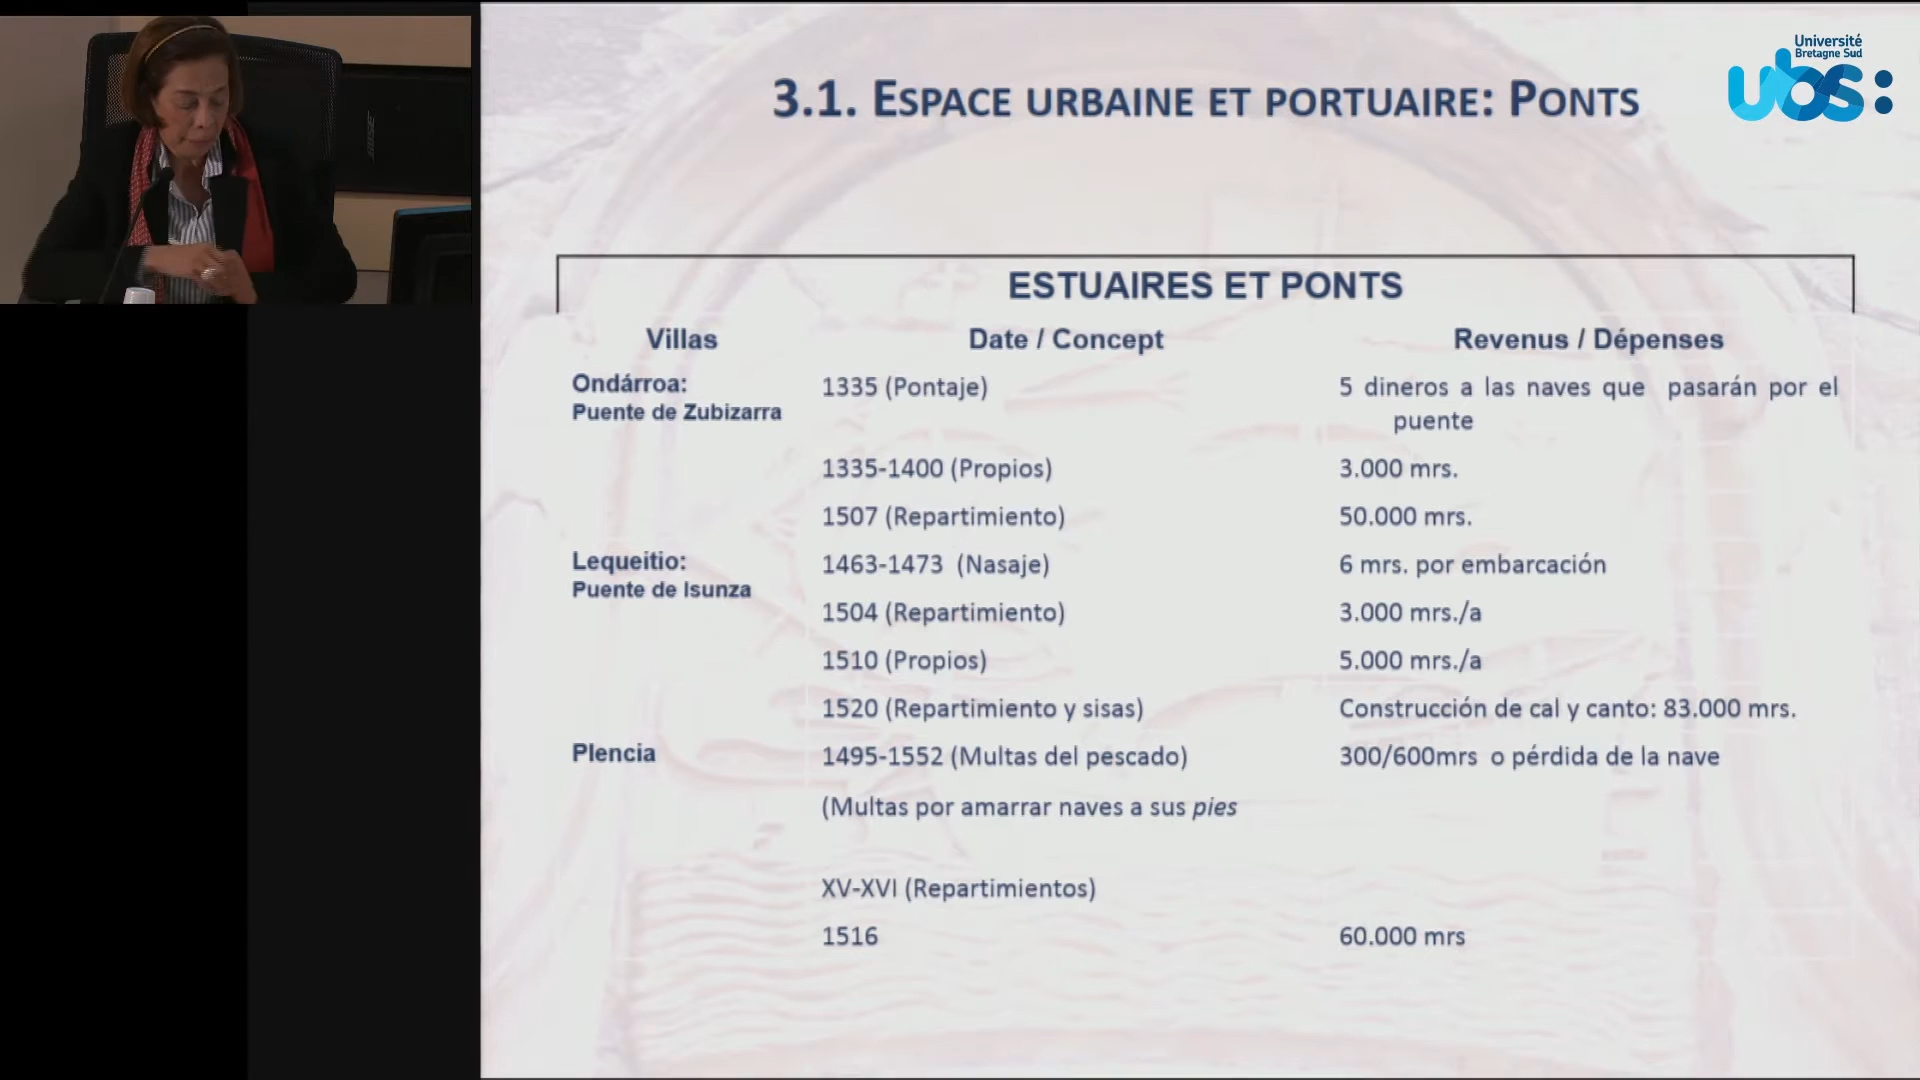 Université
Bretagne Sud
ubs:
3.1. Espace urbaine et portuaire: Ponts
ESTUAIRES ET PONTS
Villas Date / Concept Revenus / Dépenses
Ondárroa: 1335 (Pontaje) 5 dineros a las naves que pasarán por el
Puente de Zubizarra puente
1335-1400 (Propios) 3.000 mrs.
1507 (Repartimiento) 50.000 mrs.
Lequeitio: 1463-1473 (Nasaje) 6 mrs. por embarcación
Puente de Isunza
1504 (Repartimiento) 3.000 mrs./a
1510 (Propios) 5.000 mrs./a
1520 (Repartimiento y sisas) Construcción de cal y canto: 83.000 mrs.
Plencia 1495-1552 (Multas del pescado) 300/600mrs o pérdida de la nave
(Multas por amarrar naves a sus pies
XV-XVI (Repartimientos)
1516 60.000 mrs